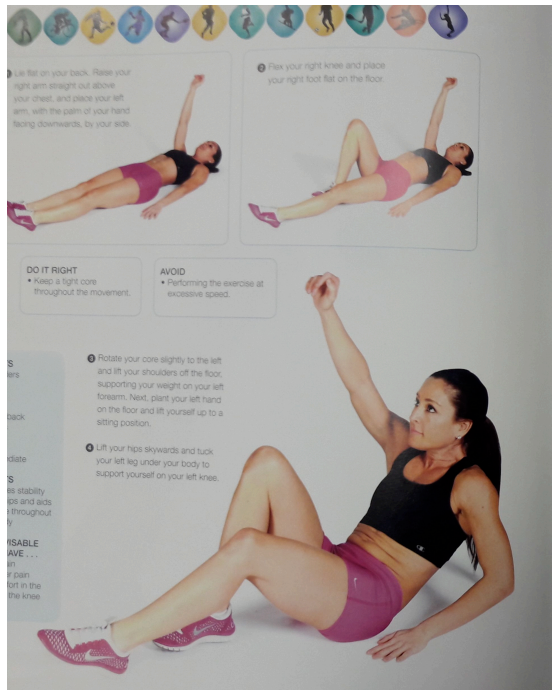 Lie flat on your back. Raise your
right arm straight out above
your chest, and place your left
arm, with the palm of your hand
facing downwards, by your side.
2 Flex your right knee and place
your right foot flat on the floor.
DO IT RIGHT
• Keep a tight core
throughout the movement.
AVOID
• Performing the exercise at
excessive speed.
3 Rotate your core slightly to the left
and lift your shoulders off the floor,
supporting your weight on your left
forearm. Next, plant your left hand
on the floor and lift yourself up to a
sitting position.
4 Lift your hips skywards and tuck
your left leg under your body to
support yourself on your left knee.
back
stability
and aids
throughout
pain
in the
the knee